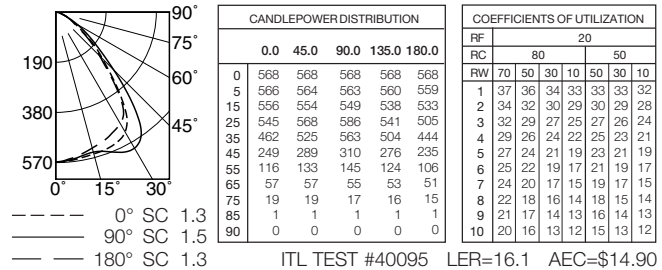 90°
75°
60°
45°
190
380
570
0° 15° 30°
0° SC 1.3
90° SC 1.5
180° SC 1.3
CANDLEPOWER DISTRIBUTION
0.0 45.0 90.0 135.0 180.0
0 568 568 568 568 568
5 566 564 563 560 559
15 556 554 549 538 533
25 545 568 586 541 505
35 462 525 563 504 444
45 249 289 310 276 235
55 116 133 145 124 106
65 57 57 55 53 51
75 19 19 17 16 15
85 1 1 1 1 1
90 0 0 0 0 0
COEFFICIENTS OF UTILIZATION
RF 20
RC 80 50
RW 70 50 30 10 50 30 10
1 37 36 34 33 33 33 32
2 34 32 30 29 30 29 28
3 32 29 27 25 27 26 24
4 29 26 24 22 25 23 21
5 27 24 21 19 23 21 19
6 25 22 19 17 21 19 17
7 24 20 17 15 19 17 15
8 22 18 16 14 18 15 14
9 21 17 14 13 16 14 13
10 20 16 13 12 15 13 12
ITL TEST #40095 LER=16.1 AEC=$14.90